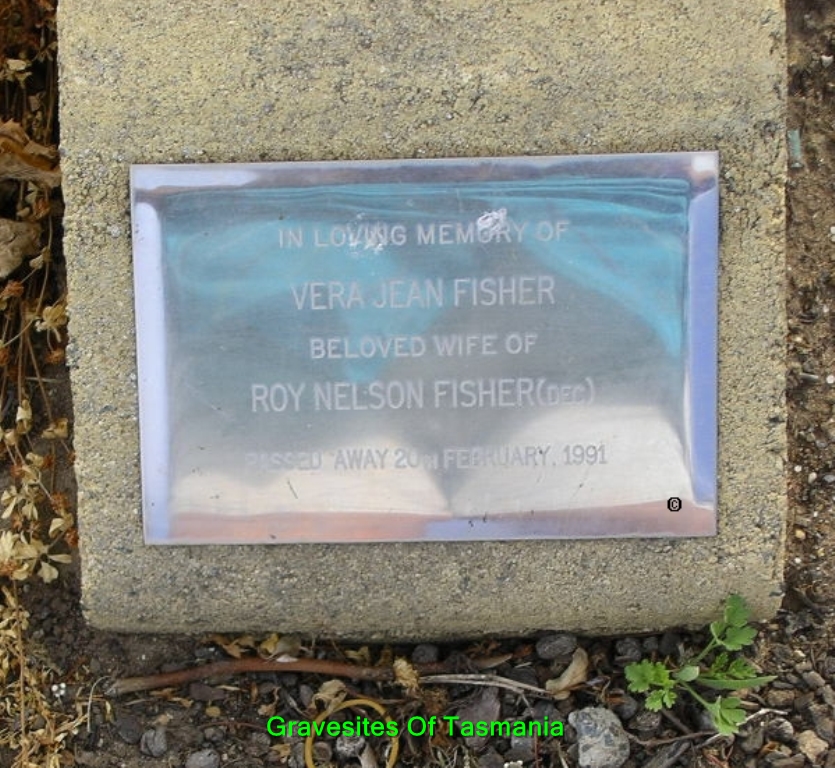 IN LOVING MEMORY OF
VERA JEAN FISHER
BELOVED WIFE OF
ROY NELSON FISHER (DEC)
PASSED AWAY 20TH FEBRUARY, 1991
©
Gravesites Of Tasmania